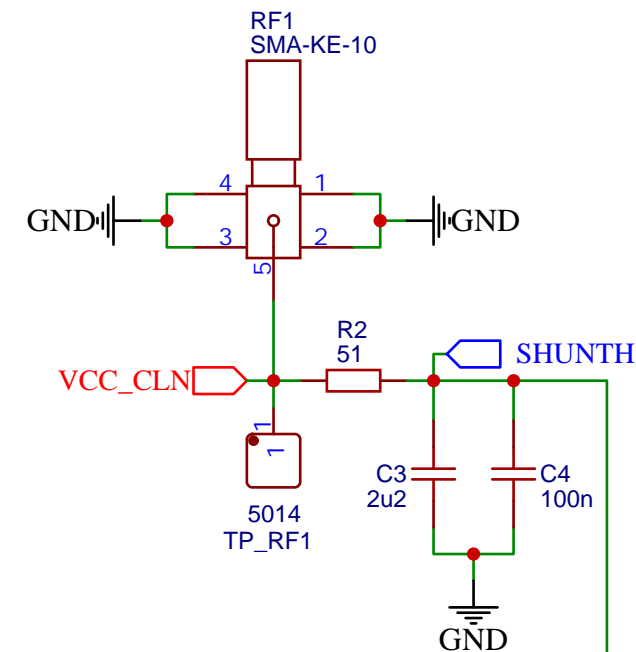 RF1
SMA-KE-10
4
1
GND
GND
3
2
5
R2
51
SHUNTH
VCC_CLN
1
1
C3
2u2
C4
100n
5014
TP_RF1
GND